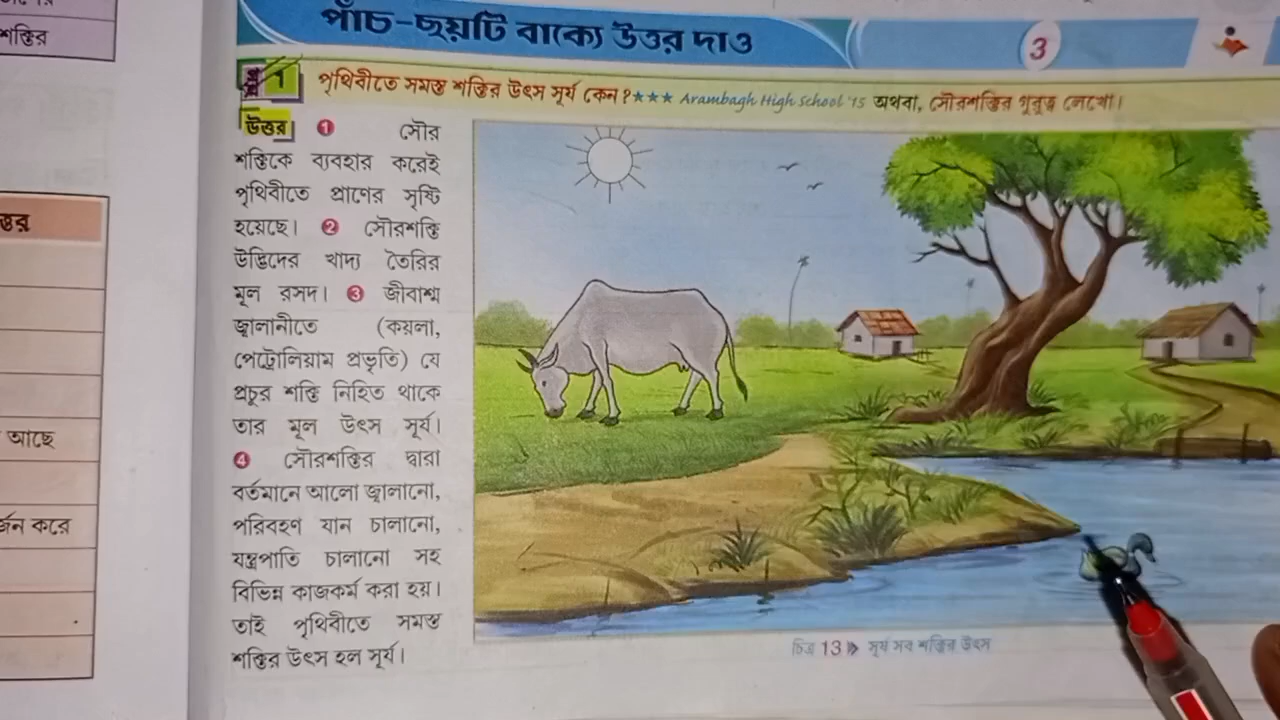 শক্তির
ত্তর
আছে
র্জন করে
পাঁচ-ছয়টি বাক্যে উত্তর দাও
3
প্রশ্ন 1 পৃথিবীতে সমস্ত শক্তির উৎস সূর্য কেন? ★★★ Arambagh High School '15 অথবা, সৌরশক্তির গুরুত্ব লেখো।
উত্তর 1 সৌর
শক্তিকে ব্যবহার করেই
পৃথিবীতে প্রাণের সৃষ্টি
হয়েছে। 2 সৌরশক্তি
উদ্ভিদের খাদ্য তৈরির
মূল রসদ। 3 জীবাশ্ম
জ্বালানীতে (কয়লা,
পেট্রোলিয়াম প্রভৃতি) যে
প্রচুর শক্তি নিহিত থাকে
তার মূল উৎস সূর্য।
4 সৌরশক্তির দ্বারা
বর্তমানে আলো জ্বালানো,
পরিবহণ যান চালানো,
যন্ত্রপাতি চালানো সহ
বিভিন্ন কাজকর্ম করা হয়।
তাই পৃথিবীতে সমস্ত
শক্তির উৎস হল সূর্য।
চিত্র 13 সূর্য সব শক্তির উৎস